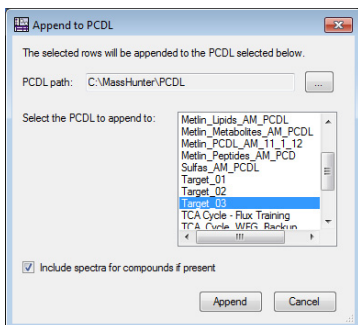 Append to PCDL
The selected rows will be appended to the PCDL selected below.
PCDL path: C:\MassHunter\PCDL ...
Select the PCDL to append to:
Metlin_Lipids_AM_PCDL
Metlin_Metabolites_AM_PCDL
Metlin_PCDL_AM_11_1_12
Metlin_Peptides_AM_PCD
Sulfas_AM_PCDL
Target_01
Target_02
Target_03
TCA Cycle - Flux Training
TCA_Cycle_WFG_Backup
Include spectra for compounds if present
Append Cancel